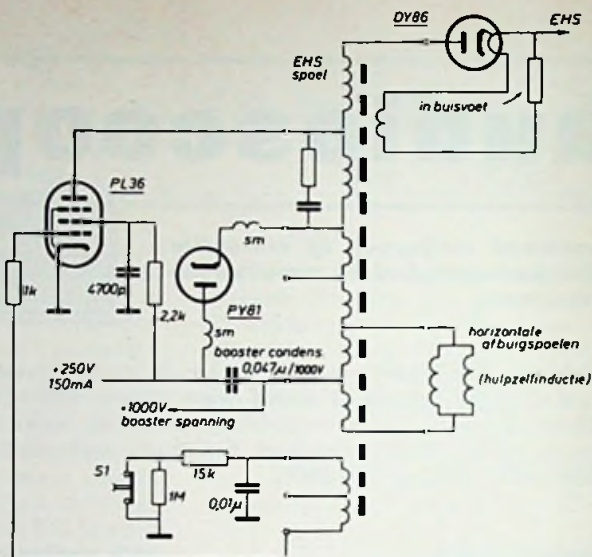 DY86
EHS
EHS
spoel
in buisvoet
PL36
sm
1k
4700p
2,2k
PY81
sm
horizontale
afbuigspoelen
(hulpzelfinductie)
booster condens.
0,047µ/1000V
+250V
150mA
+1000V
booster spanning
S1
1M
15k
0,01µ